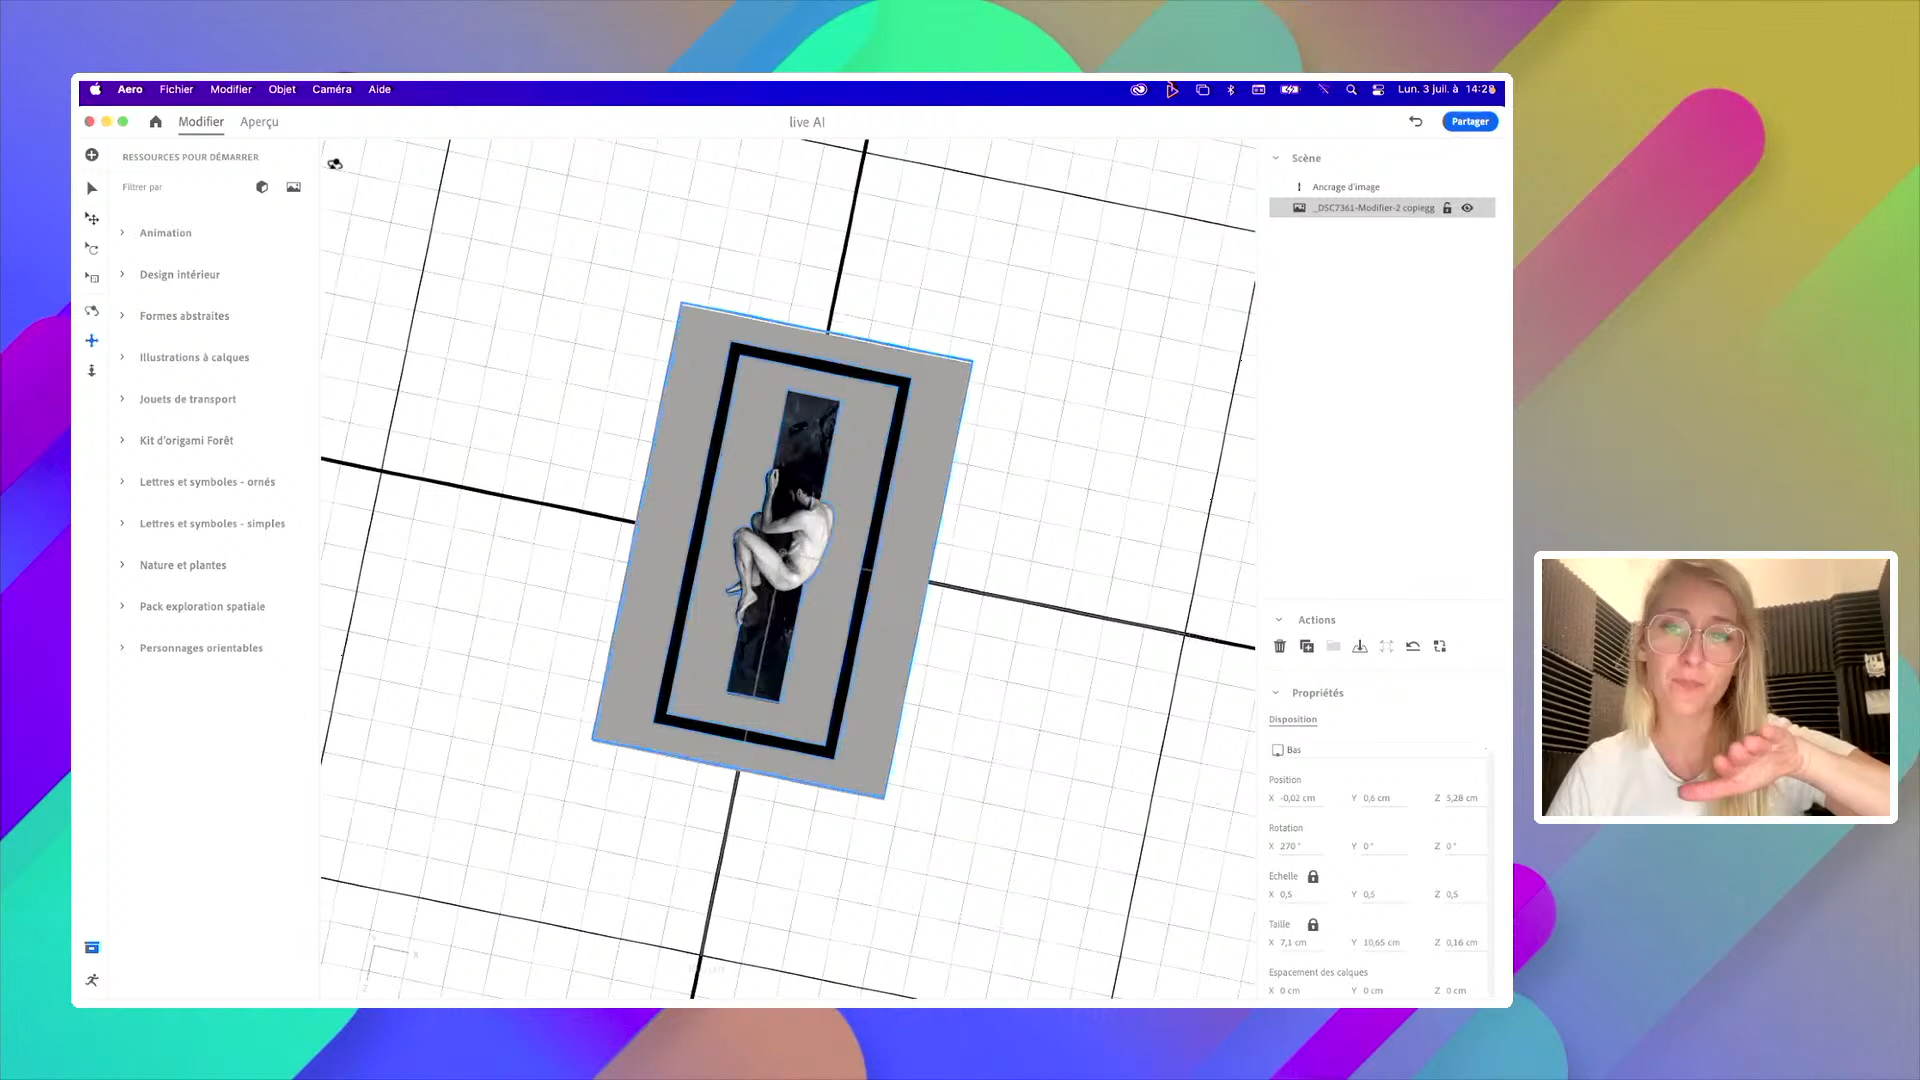 Aero Fichier Modifier Objet Caméra Aide
Lun. 3 juil. à 14:28
Modifier Aperçu
live AI
Partager
RESSOURCES POUR DÉMARRER
Filtrer par
Animation
Design intérieur
Formes abstraites
Illustrations à calques
Jouets de transport
Kit d'origami Forêt
Lettres et symboles - ornés
Lettres et symboles - simples
Nature et plantes
Pack exploration spatiale
Personnages orientables
X
Z
Scène
Ancrage d'image
_DSC7361-Modifier-2 copiegg
Actions
Propriétés
Disposition
Bas
Position
X -0,02 cm Y 0,6 cm Z 5,28 cm
Rotation
X 270° Y 0° Z 0°
Echelle
X 0,5 Y 0,5 Z 0,5
Taille
X 7,1 cm Y 10,65 cm Z 0,16 cm
Espacement des calques
X 0 cm Y 0 cm Z 0 cm